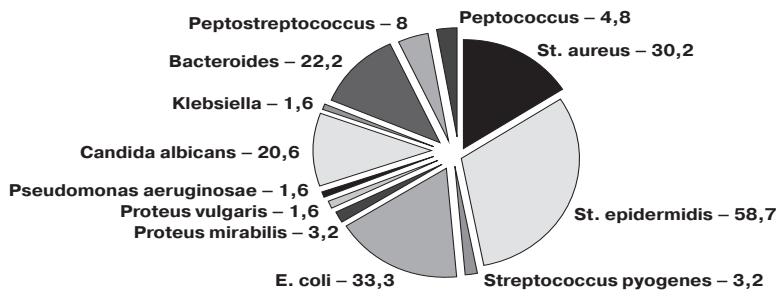 Peptostreptococcus – 8
Peptococcus – 4,8
St. aureus – 30,2
Bacteroides – 22,2
Klebsiella – 1,6
Candida albicans – 20,6
Pseudomonas aeruginosae – 1,6
Proteus vulgaris – 1,6
Proteus mirabilis – 3,2
St. epidermidis – 58,7
E. coli – 33,3
Streptococcus pyogenes – 3,2